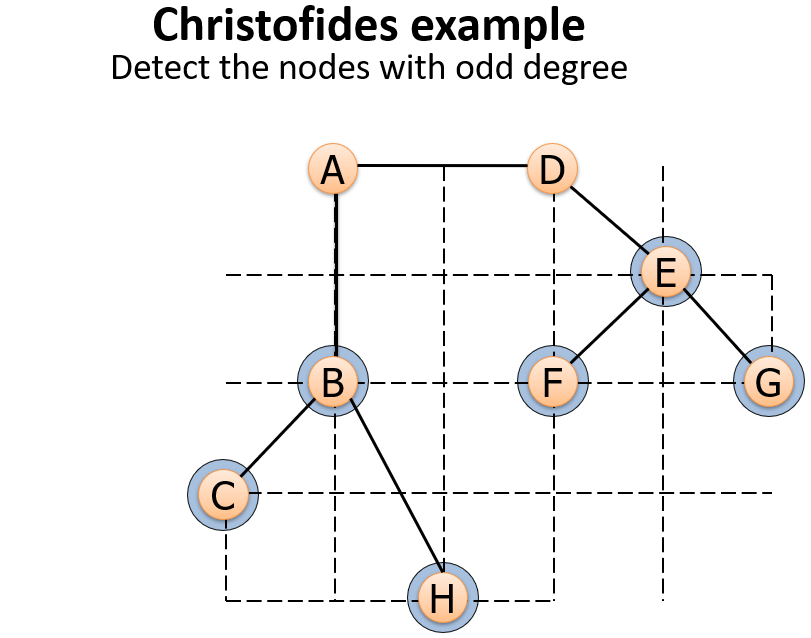 Christofides example
Detect the nodes with odd degree
A D
E
B F G
C
H